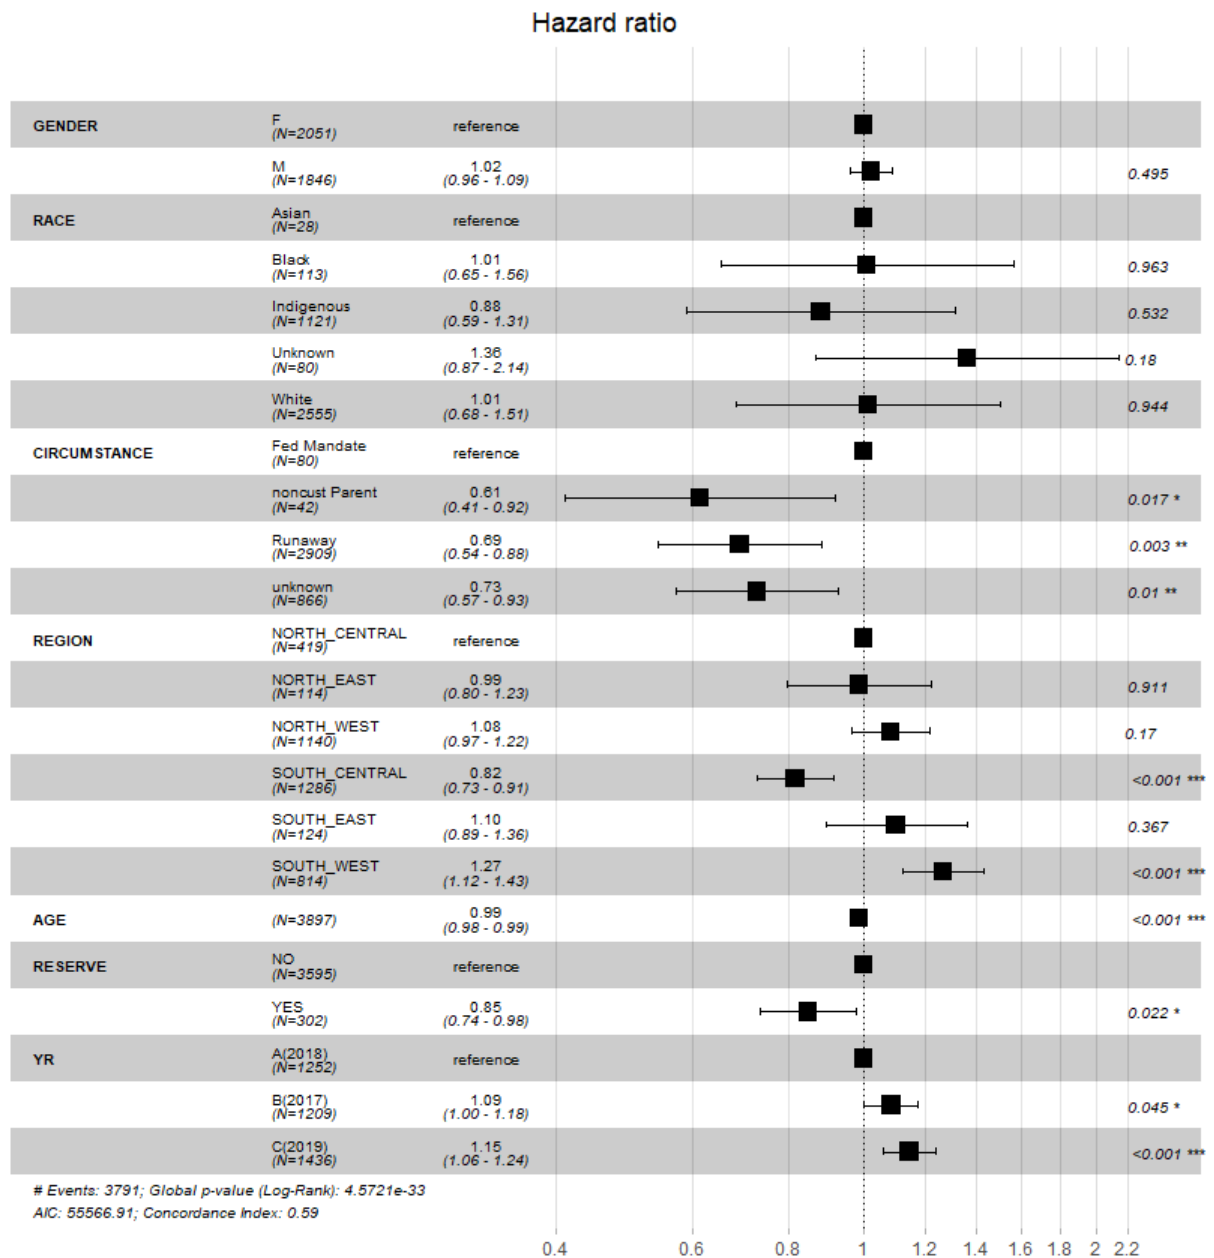 Hazard ratio
GENDER F reference
(N=2051)
M 1.02 0.495
(N=1846) (0.96 - 1.09)
RACE Asian reference
(N=28)
Black 1.01 0.963
(N=113) (0.65 - 1.56)
Indigenous 0.88 0.532
(N=1121) (0.59 - 1.31)
Unknown 1.36 0.18
(N=80) (0.87 - 2.14)
White 1.01 0.944
(N=2555) (0.68 - 1.51)
CIRCUMSTANCE Fed Mandate reference
(N=80)
noncust Parent 0.61 0.017 *
(N=42) (0.41 - 0.92)
Runaway 0.69 0.003 **
(N=2909) (0.54 - 0.88)
unknown 0.73 0.01 **
(N=866) (0.57 - 0.93)
REGION NORTH_CENTRAL reference
(N=419)
NORTH_EAST 0.99 0.911
(N=114) (0.80 - 1.23)
NORTH_WEST 1.08 0.17
(N=1140) (0.97 - 1.22)
SOUTH_CENTRAL 0.82 <0.001 ***
(N=1286) (0.73 - 0.91)
SOUTH_EAST 1.10 0.367
(N=124) (0.89 - 1.36)
SOUTH_WEST 1.27 <0.001 ***
(N=814) (1.12 - 1.43)
AGE (N=3897) 0.99 <0.001 ***
(0.98 - 0.99)
RESERVE NO reference
(N=3595)
YES 0.85 0.022 *
(N=302) (0.74 - 0.98)
YR A(2018) reference
(N=1252)
B(2017) 1.09 0.045 *
(N=1209) (1.00 - 1.18)
C(2019) 1.15 <0.001 ***
(N=1436) (1.06 - 1.24)
# Events: 3791; Global p-value (Log-Rank): 4.5721e-33
AIC: 55566.91; Concordance Index: 0.59
0.4 0.6 0.8 1 1.2 1.4 1.6 1.8 2 2.2